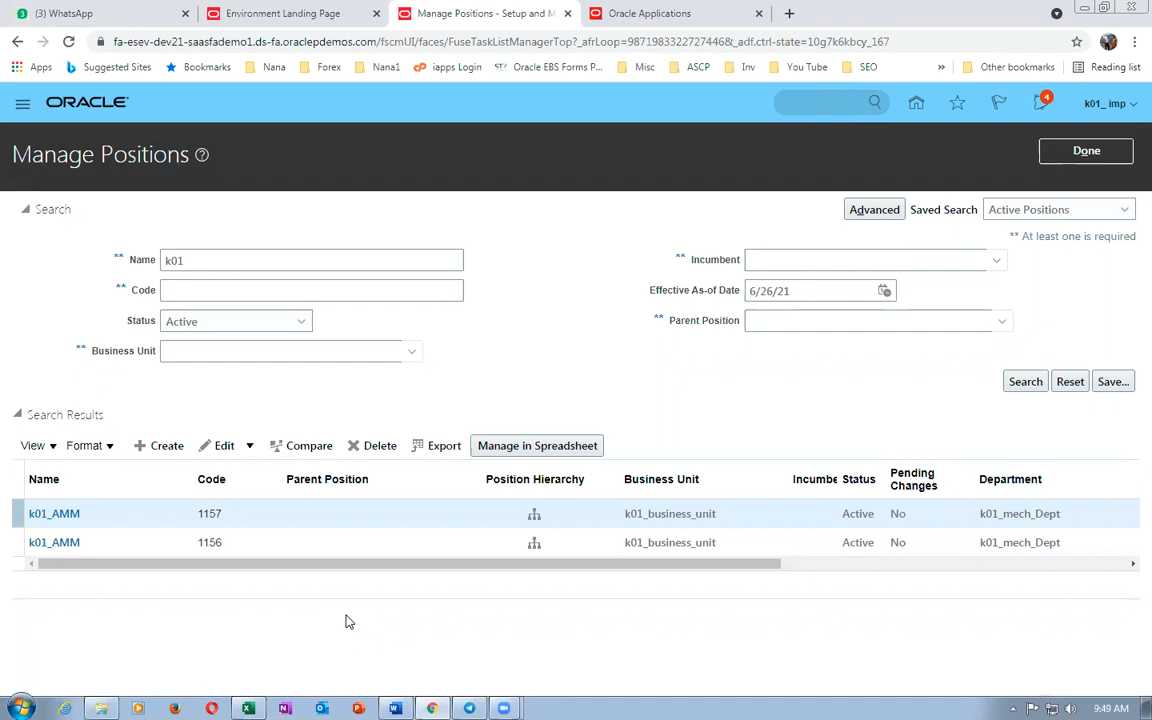 3 (3) WhatsApp
Environment Landing Page
Manage Positions - Setup and M
Oracle Applications
fa-esev-dev21-saasfademo1.ds-fa.oraclepdemos.com/fscmUI/faces/FuseTaskListManagerTop?_afrLoop=9871983322727446&_adf.ctrl-state=10g7k6kbcy_167
Apps Suggested Sites Bookmarks Nana Forex Nana1 iapps Login Oracle EBS Forms P... Misc ASCP Inv You Tube SEO » Other bookmarks Reading list
ORACLE 4 k01_ imp
Manage Positions Done
Search Advanced Saved Search Active Positions
** At least one is required
** Name k01 ** Incumbent
** Code Effective As-of Date 6/26/21
Status Active ** Parent Position
** Business Unit
Search Reset Save...
Search Results
View Format Create Edit Compare Delete Export Manage in Spreadsheet
Name Code Parent Position Position Hierarchy Business Unit Incumbe Status Pending Changes Department
k01_AMM 1157 k01_business_unit Active No k01_mech_Dept
k01_AMM 1156 k01_business_unit Active No k01_mech_Dept
9:49 AM